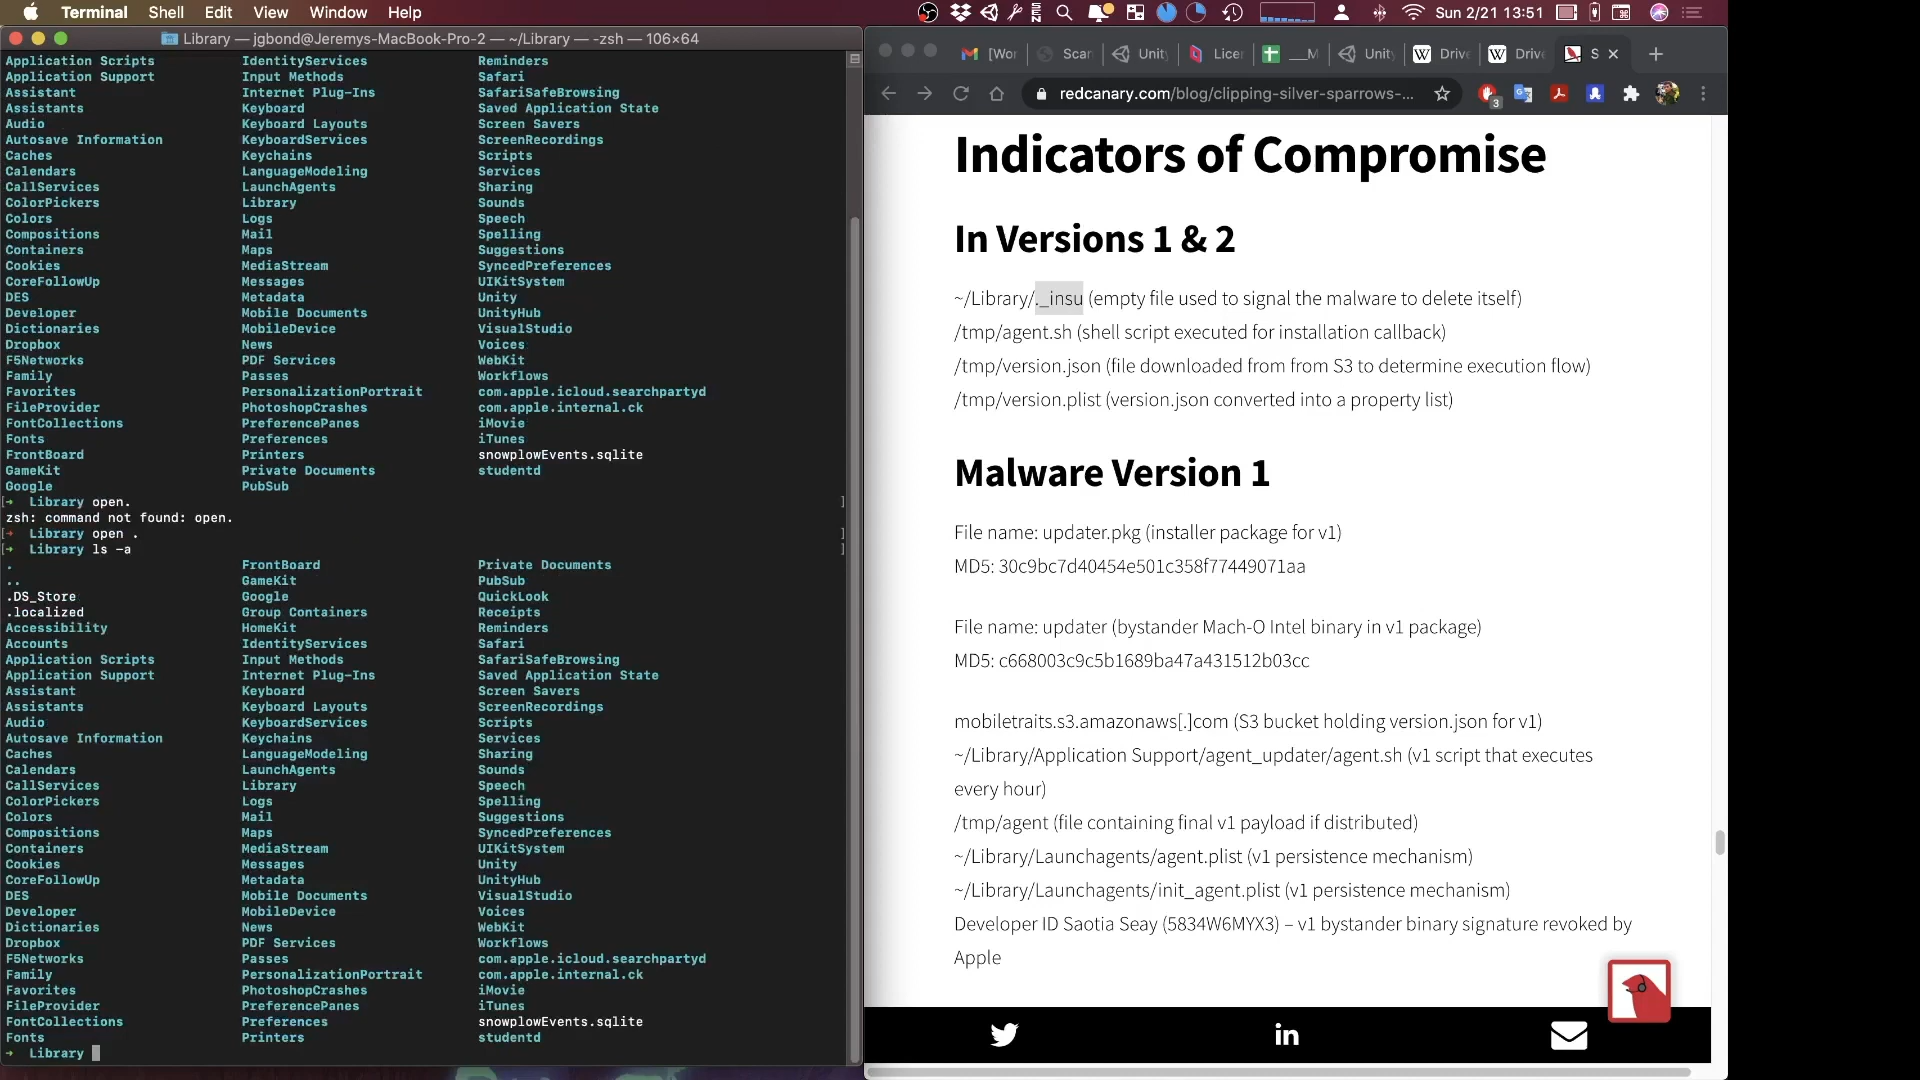 Terminal Shell Edit View Window Help Sun 2/21 13:51
Library — jgbond@Jeremys-MacBook-Pro-2 — ~/Library — -zsh — 106×64
Application Scripts IdentityServices Reminders
Application Support Input Methods Safari
Assistant Internet Plug-Ins SafariSafeBrowsing
Assistants Keyboard Saved Application State
Audio Keyboard Layouts Screen Savers
Autosave Information KeyboardServices ScreenRecordings
Caches Keychains Scripts
Calendars LanguageModeling Services
CallServices LaunchAgents Sharing
ColorPickers Library Sounds
Colors Logs Speech
Compositions Mail Spelling
Containers Maps Suggestions
Cookies MediaStream SyncedPreferences
CoreFollowUp Messages UIKitSystem
DES Metadata Unity
Developer Mobile Documents UnityHub
Dictionaries MobileDevice VisualStudio
Dropbox News Voices
F5Networks PDF Services WebKit
Family Passes Workflows
Favorites PersonalizationPortrait com.apple.icloud.searchpartyd
FileProvider PhotoshopCrashes com.apple.internal.ck
FontCollections PreferencePanes iMovie
Fonts Preferences iTunes
FrontBoard Printers snowplowEvents.sqlite
GameKit Private Documents studentd
Google PubSub
[➜ Library open. ]
zsh: command not found: open.
[➜ Library open . ]
[➜ Library ls -a ]
. FrontBoard Private Documents
.. GameKit PubSub
.DS_Store Google QuickLook
.localized Group Containers Receipts
Accessibility HomeKit Reminders
Accounts IdentityServices Safari
Application Scripts Input Methods SafariSafeBrowsing
Application Support Internet Plug-Ins Saved Application State
Assistant Keyboard Screen Savers
Assistants Keyboard Layouts ScreenRecordings
Audio KeyboardServices Scripts
Autosave Information Keychains Services
Caches LanguageModeling Sharing
Calendars LaunchAgents Sounds
CallServices Library Speech
ColorPickers Logs Spelling
Colors Mail Suggestions
Compositions Maps SyncedPreferences
Containers MediaStream UIKitSystem
Cookies Messages Unity
CoreFollowUp Metadata UnityHub
DES Mobile Documents VisualStudio
Developer MobileDevice Voices
Dictionaries News WebKit
Dropbox PDF Services Workflows
F5Networks Passes com.apple.icloud.searchpartyd
Family PersonalizationPortrait com.apple.internal.ck
Favorites PhotoshopCrashes iMovie
FileProvider PreferencePanes iTunes
FontCollections Preferences snowplowEvents.sqlite
Fonts Printers studentd
➜ Library
[Wor Scan Unity Licer __M Unity Drive Drive S
redcanary.com/blog/clipping-silver-sparrows-... 3
Indicators of Compromise
In Versions 1 & 2
~/Library/._insu (empty file used to signal the malware to delete itself)
/tmp/agent.sh (shell script executed for installation callback)
/tmp/version.json (file downloaded from from S3 to determine execution flow)
/tmp/version.plist (version.json converted into a property list)
Malware Version 1
File name: updater.pkg (installer package for v1)
MD5: 30c9bc7d40454e501c358f77449071aa
File name: updater (bystander Mach-O Intel binary in v1 package)
MD5: c668003c9c5b1689ba47a431512b03cc
mobiletraits.s3.amazonaws[.]com (S3 bucket holding version.json for v1)
~/Library/Application Support/agent_updater/agent.sh (v1 script that executes
every hour)
/tmp/agent (file containing final v1 payload if distributed)
~/Library/Launchagents/agent.plist (v1 persistence mechanism)
~/Library/Launchagents/init_agent.plist (v1 persistence mechanism)
Developer ID Saotia Seay (5834W6MYX3) – v1 bystander binary signature revoked by
Apple